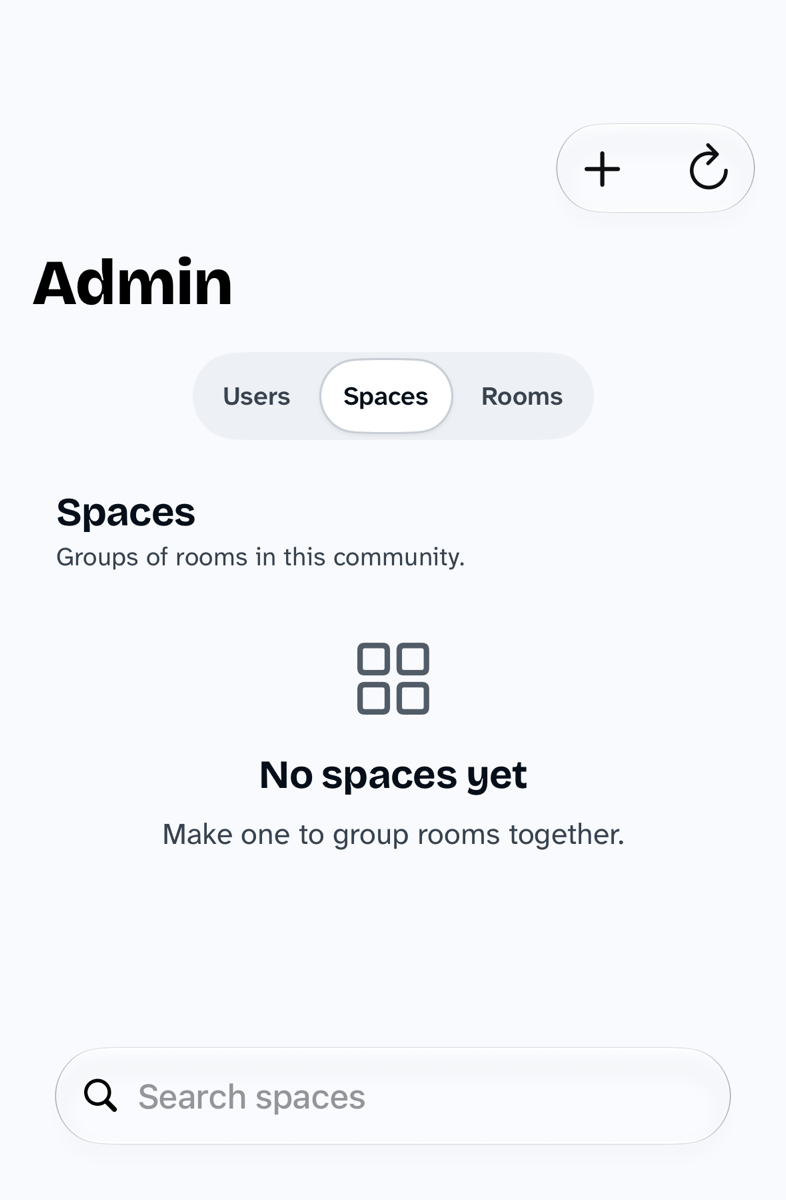 Admin
Users Spaces Rooms
Spaces
Groups of rooms in this community.
No spaces yet
Make one to group rooms together.
Search spaces